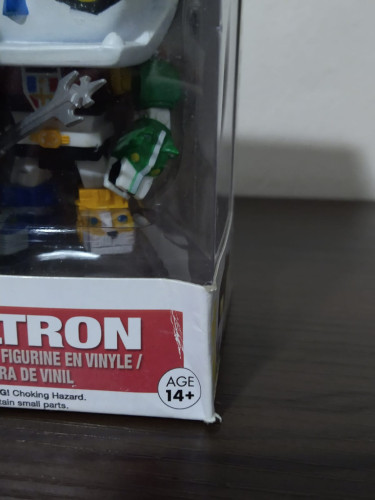 TRON
FIGURINE EN VINYLE /
RA DE VINIL
G! Choking Hazard.
tain small parts.
AGE
14+